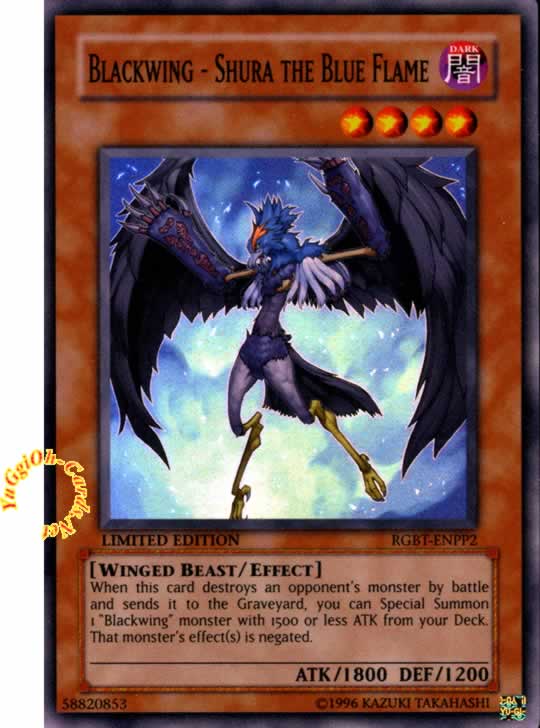 BLACKWING - SHURA THE BLUE FLAME
DARK
闇
YuGgiOh-Cards.Net
LIMITED EDITION RGBT-ENPP2
[WINGED BEAST/EFFECT]
When this card destroys an opponent's monster by battle
and sends it to the Graveyard, you can Special Summon
1 "Blackwing" monster with 1500 or less ATK from your Deck.
That monster's effect(s) is negated.
ATK/1800 DEF/1200
58820853 ©1996 KAZUKI TAKAHASHI